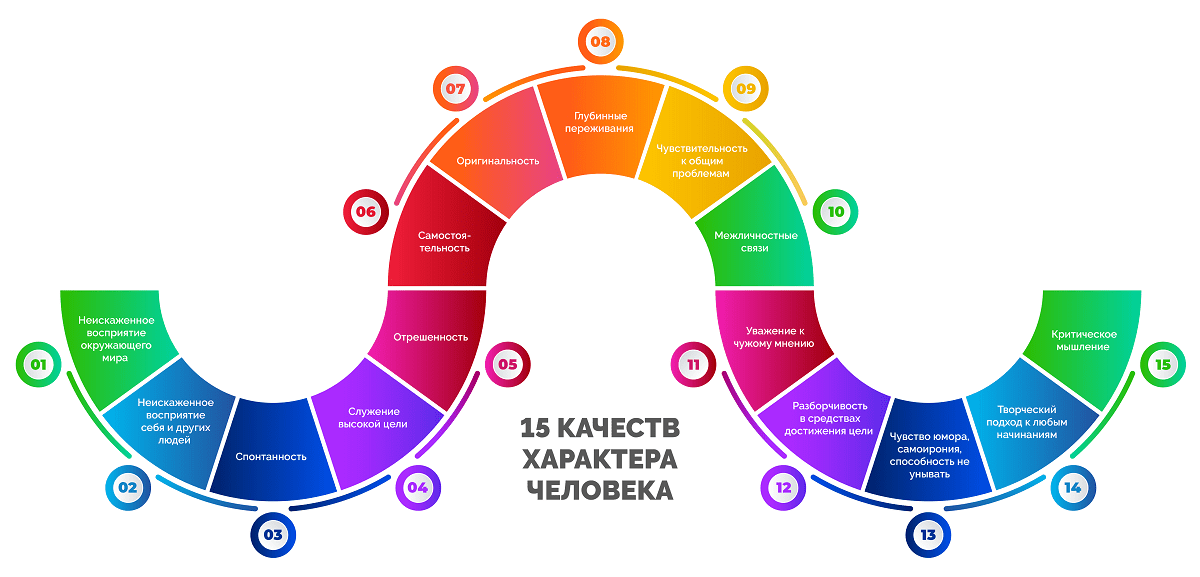 01
Неискаженное
восприятие
окружающего
мира
02
Неискаженное
восприятие
себя и других
людей
03
Спонтанность
04
Служение
высокой цели
05
Отрешенность
06
Самостоя-
тельность
07
Оригинальность
08
Глубинные
переживания
09
Чувствительность
к общим
проблемам
10
Межличностные
связи
11
Уважение к
чужому мнению
12
Разборчивость
в средствах
достижения цели
13
Чувство юмора,
самоирония,
способность не
унывать
14
Творческий
подход к любым
начинаниям
15
Критическое
мышление
15 КАЧЕСТВ
ХАРАКТЕРА
ЧЕЛОВЕКА